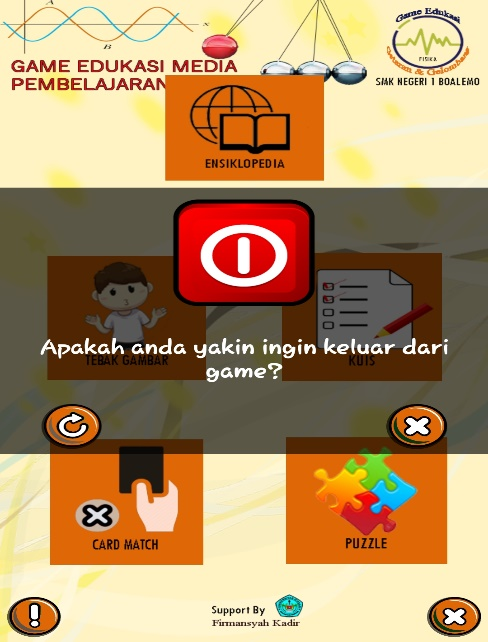 A
B
GAME EDUKASI MEDIA
PEMBELAJARAN
Game Edukasi
FISIKA
Getaran & Gelombang
SMK NEGERI 1 BOALEMO
ENSIKLOPEDIA
Apakah anda yakin ingin keluar dari
game?
TEBAK GAMBAR
KUIS
CARD MATCH
PUZZLE
Support By
Firmansyah Kadir